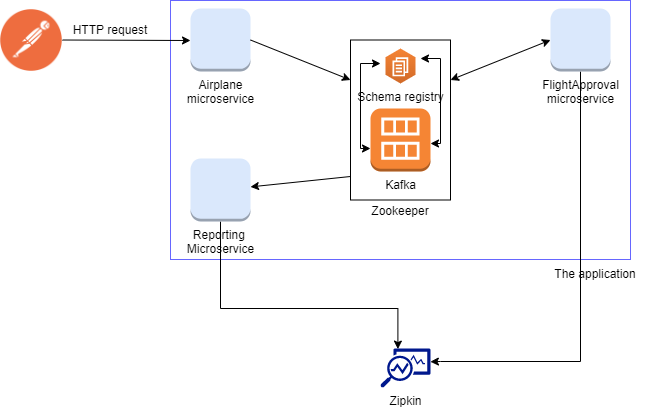 HTTP request
Airplane
microservice
FlightApproval
microservice
Schema registry
Kafka
Zookeeper
Reporting
Microservice
The application
Zipkin